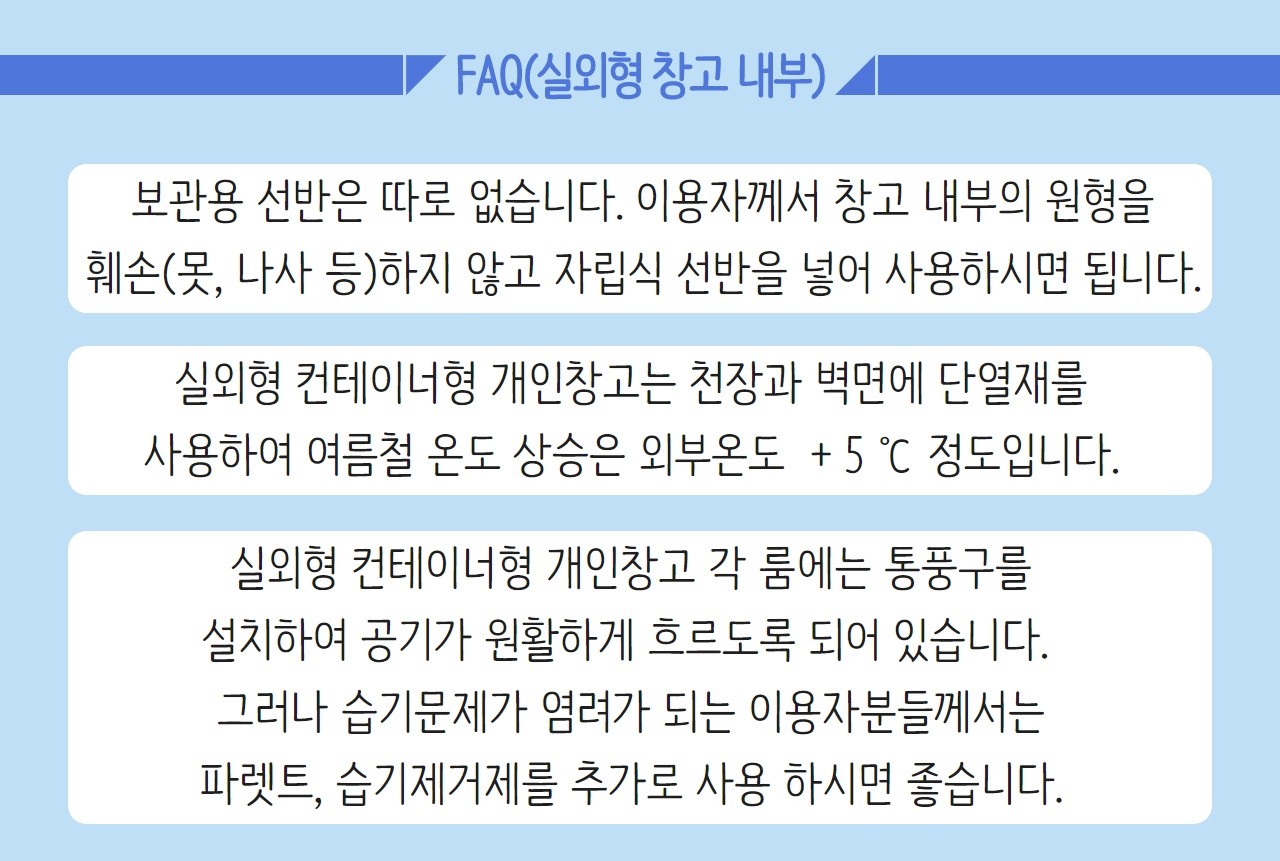 FAQ(실외형 창고 내부)
보관용 선반은 따로 없습니다. 이용자께서 창고 내부의 원형을
훼손(못, 나사 등)하지 않고 자립식 선반을 넣어 사용하시면 됩니다.
실외형 컨테이너형 개인창고는 천장과 벽면에 단열재를
사용하여 여름철 온도 상승은 외부온도 + 5 ℃ 정도입니다.
실외형 컨테이너형 개인창고 각 룸에는 통풍구를
설치하여 공기가 원활하게 흐르도록 되어 있습니다.
그러나 습기문제가 염려가 되는 이용자분들께서는
파렛트, 습기제거제를 추가로 사용 하시면 좋습니다.